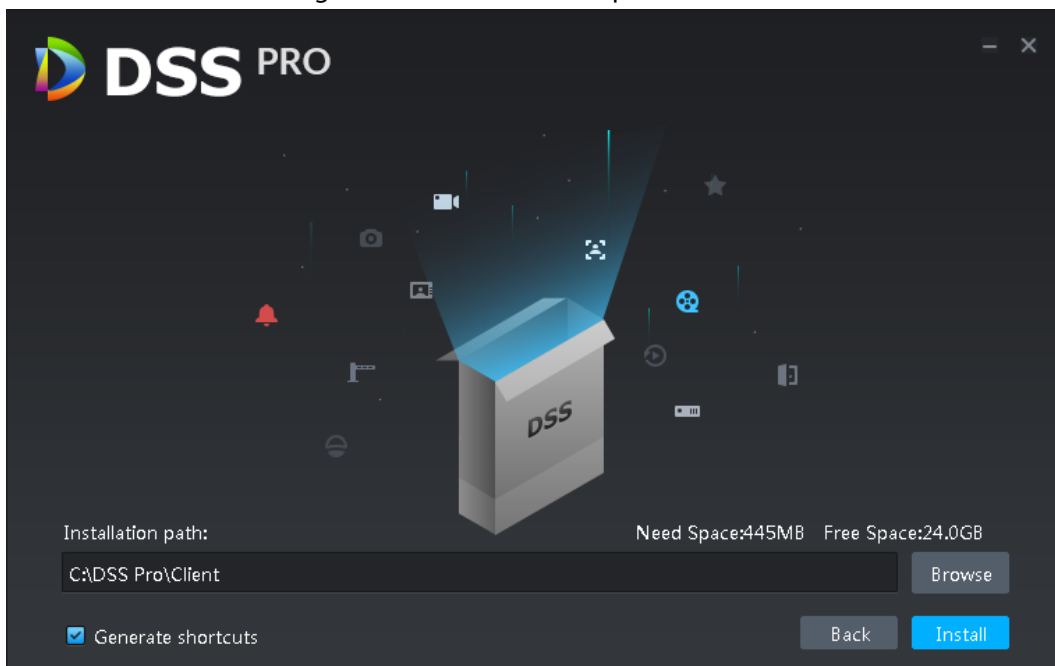 DSS PRO
DSS
Installation path:
Need Space:445MB Free Space:24.0GB
C:\DSS Pro\Client
Browse
Generate shortcuts
Back
Install